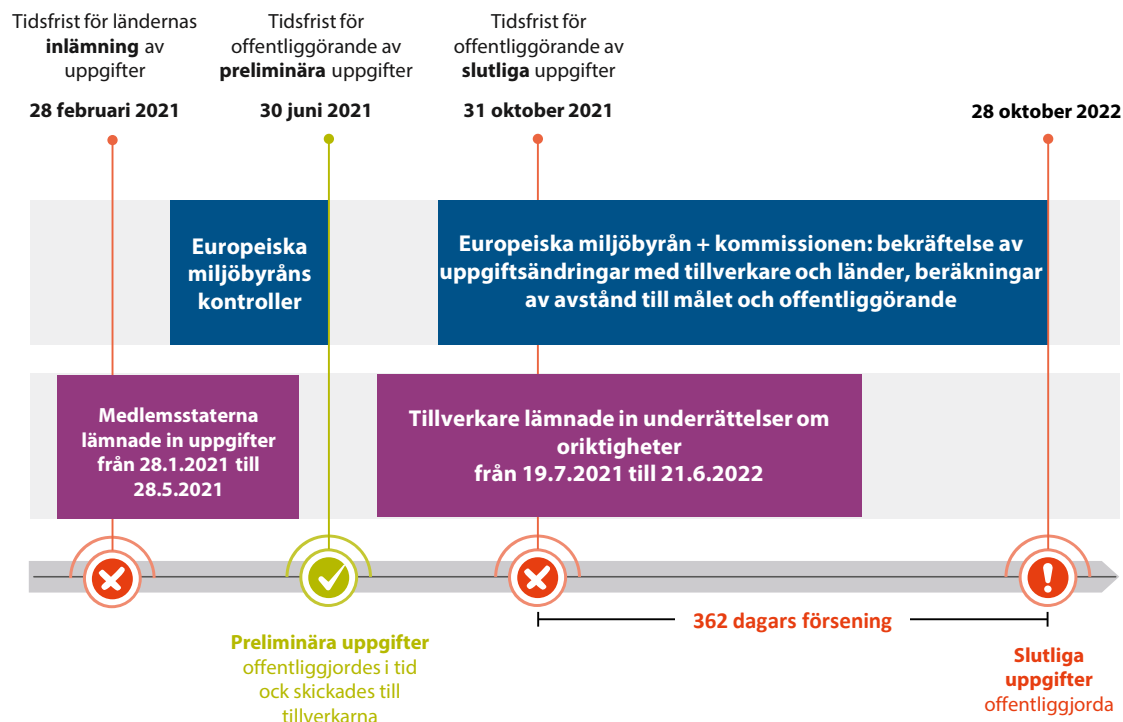 Tidsfrist för ländernas
inlämning av
uppgifter
28 februari 2021
Tidsfrist för
offentliggörande av
preliminära uppgifter
30 juni 2021
Tidsfrist för
offentliggörande av
slutliga uppgifter
31 oktober 2021
28 oktober 2022
Europeiska
miljöbyråns
kontroller
Europeiska miljöbyrån + kommissionen: bekräftelse av
uppgiftsändringar med tillverkare och länder, beräkningar
av avstånd till målet och offentliggörande
Medlemsstaterna
lämnade in uppgifter
från 28.1.2021 till
28.5.2021
Tillverkare lämnade in underrättelser om
oriktigheter
från 19.7.2021 till 21.6.2022
362 dagars försening
Preliminära uppgifter
offentliggjordes i tid
ock skickades till
tillverkarna
Slutliga
uppgifter
offentliggjorda